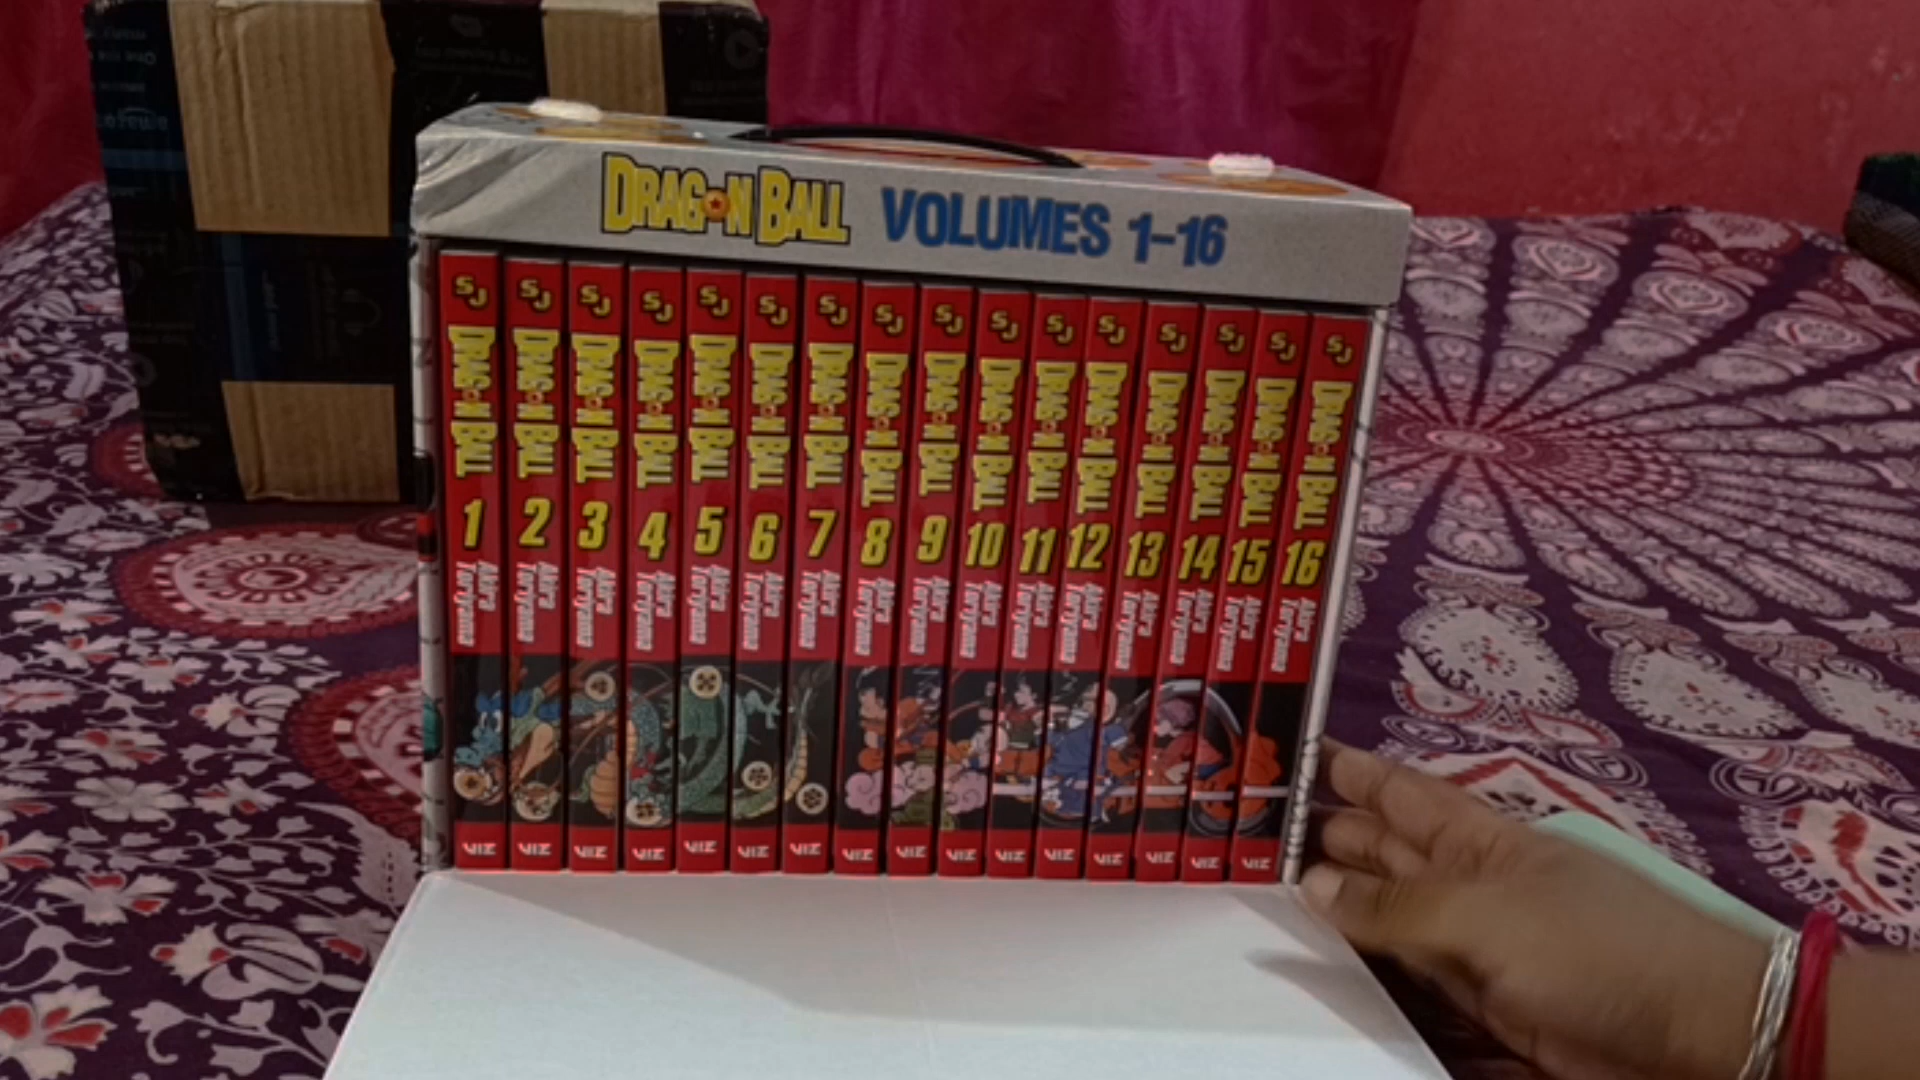 DRAGON BALL VOLUMES 1-16
SJ DRAGON BALL 1 Akira Toriyama VIZ
SJ DRAGON BALL 2 Akira Toriyama VIZ
SJ DRAGON BALL 3 Akira Toriyama VIZ
SJ DRAGON BALL 4 Akira Toriyama VIZ
SJ DRAGON BALL 5 Akira Toriyama VIZ
SJ DRAGON BALL 6 Akira Toriyama VIZ
SJ DRAGON BALL 7 Akira Toriyama VIZ
SJ DRAGON BALL 8 Akira Toriyama VIZ
SJ DRAGON BALL 9 Akira Toriyama VIZ
SJ DRAGON BALL 10 Akira Toriyama VIZ
SJ DRAGON BALL 11 Akira Toriyama VIZ
SJ DRAGON BALL 12 Akira Toriyama VIZ
SJ DRAGON BALL 13 Akira Toriyama VIZ
SJ DRAGON BALL 14 Akira Toriyama VIZ
SJ DRAGON BALL 15 Akira Toriyama VIZ
SJ DRAGON BALL 16 Akira Toriyama VIZ